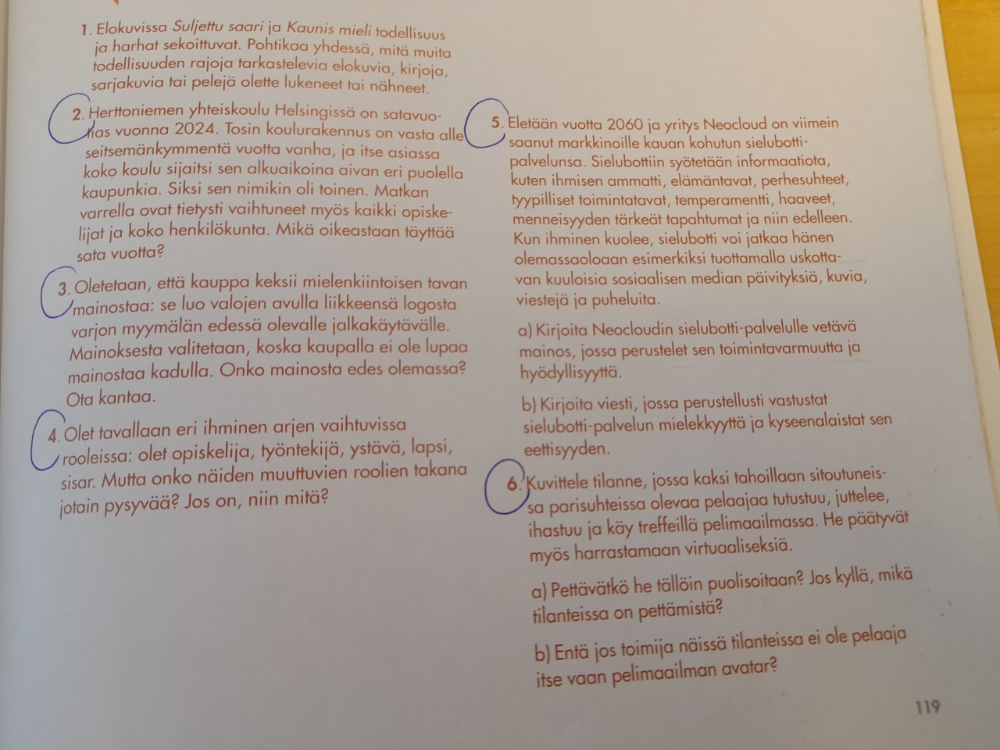 1. Elokuvissa Suljettu saari ja Kaunis mieli todellisuus
ja harhat sekoittuvat. Pohtikaa yhdessä, mitä muita
todellisuuden rajoja tarkastelevia elokuvia, kirjoja,
sarjakuvia tai pelejä olette lukeneet tai nähneet.
2. Herttoniemen yhteiskoulu Helsingissä on satavuo-
tias vuonna 2024. Tosin koulurakennus on vasta alle
seitsemänkymmentä vuotta vanha, ja itse asiassa
koko koulu sijaitsi sen alkuaikoina aivan eri puolella
kaupunkia. Siksi sen nimikin oli toinen. Matkan
varrella ovat tietysti vaihtuneet myös kaikki opiske-
lijat ja koko henkilökunta. Mikä oikeastaan täyttää
sata vuotta?
3. Oletetaan, että kauppa keksii mielenkiintoisen tavan
mainostaa: se luo valojen avulla liikkeensä logosta
varjon myymälän edessä olevalle jalkakäytävälle.
Mainoksesta valitetaan, koska kaupalla ei ole lupaa
mainostaa kadulla. Onko mainosta edes olemassa?
Ota kantaa.
4. Olet tavallaan eri ihminen arjen vaihtuvissa
rooleissa: olet opiskelija, työntekijä, ystävä, lapsi,
sisar. Mutta onko näiden muuttuvien roolien takana
jotain pysyvää? Jos on, niin mitä?
5. Eletään vuotta 2060 ja yritys Neocloud on viimein
saanut markkinoille kauan kohutun sielubotti-
palvelunsa. Sielubottiin syötetään informaatiota,
kuten ihmisen ammatti, elämäntavat, perhesuhteet,
tyypilliset toimintatavat, temperamentti, haaveet,
menneisyyden tärkeät tapahtumat ja niin edelleen.
Kun ihminen kuolee, sielubotti voi jatkaa hänen
olemassaoloaan esimerkiksi tuottamalla uskotta-
van kuuloisia sosiaalisen median päivityksiä, kuvia,
viestejä ja puheluita.
a) Kirjoita Neocloudin sielubotti-palvelulle vetävä
mainos, jossa perustelet sen toimintavarmuutta ja
hyödyllisyyttä.
b) Kirjoita viesti, jossa perustellusti vastustat
sielubotti-palvelun mielekkyyttä ja kyseenalaistat sen
eettisyyden.
6. Kuvittele tilanne, jossa kaksi tahoillaan sitoutuneis-
sa parisuhteissa olevaa pelaajaa tutustuu, juttelee,
ihastuu ja käy treffeillä pelimaailmassa. He päätyvät
myös harrastamaan virtuaaliseksiä.
a) Pettävätkö he tällöin puolisoitaan? Jos kyllä, mikä
tilanteissa on pettämistä?
b) Entä jos toimija näissä tilanteissa ei ole pelaaja
itse vaan pelimaailman avatar?
119